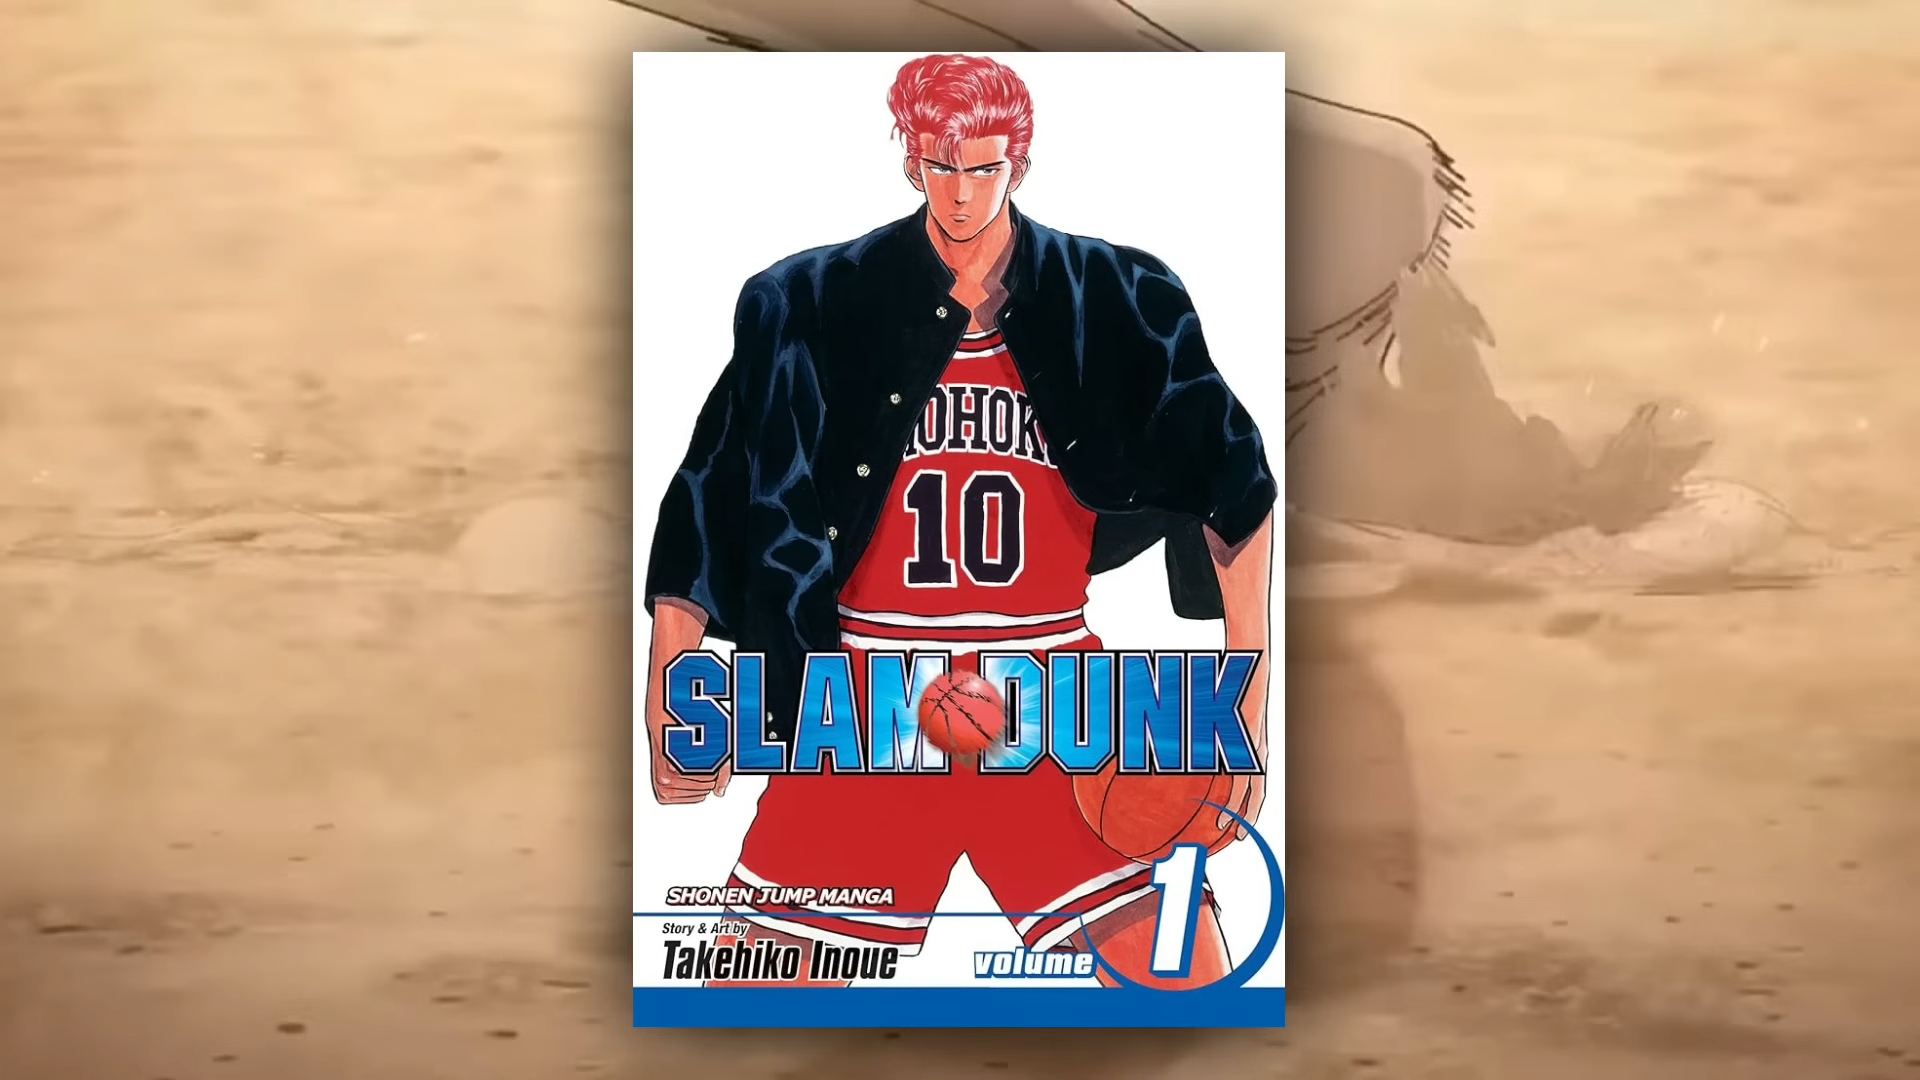 OHOK
10
SLAM DUNK
SHONEN JUMP MANGA
Story & Art by
Takehiko Inoue
volume 1